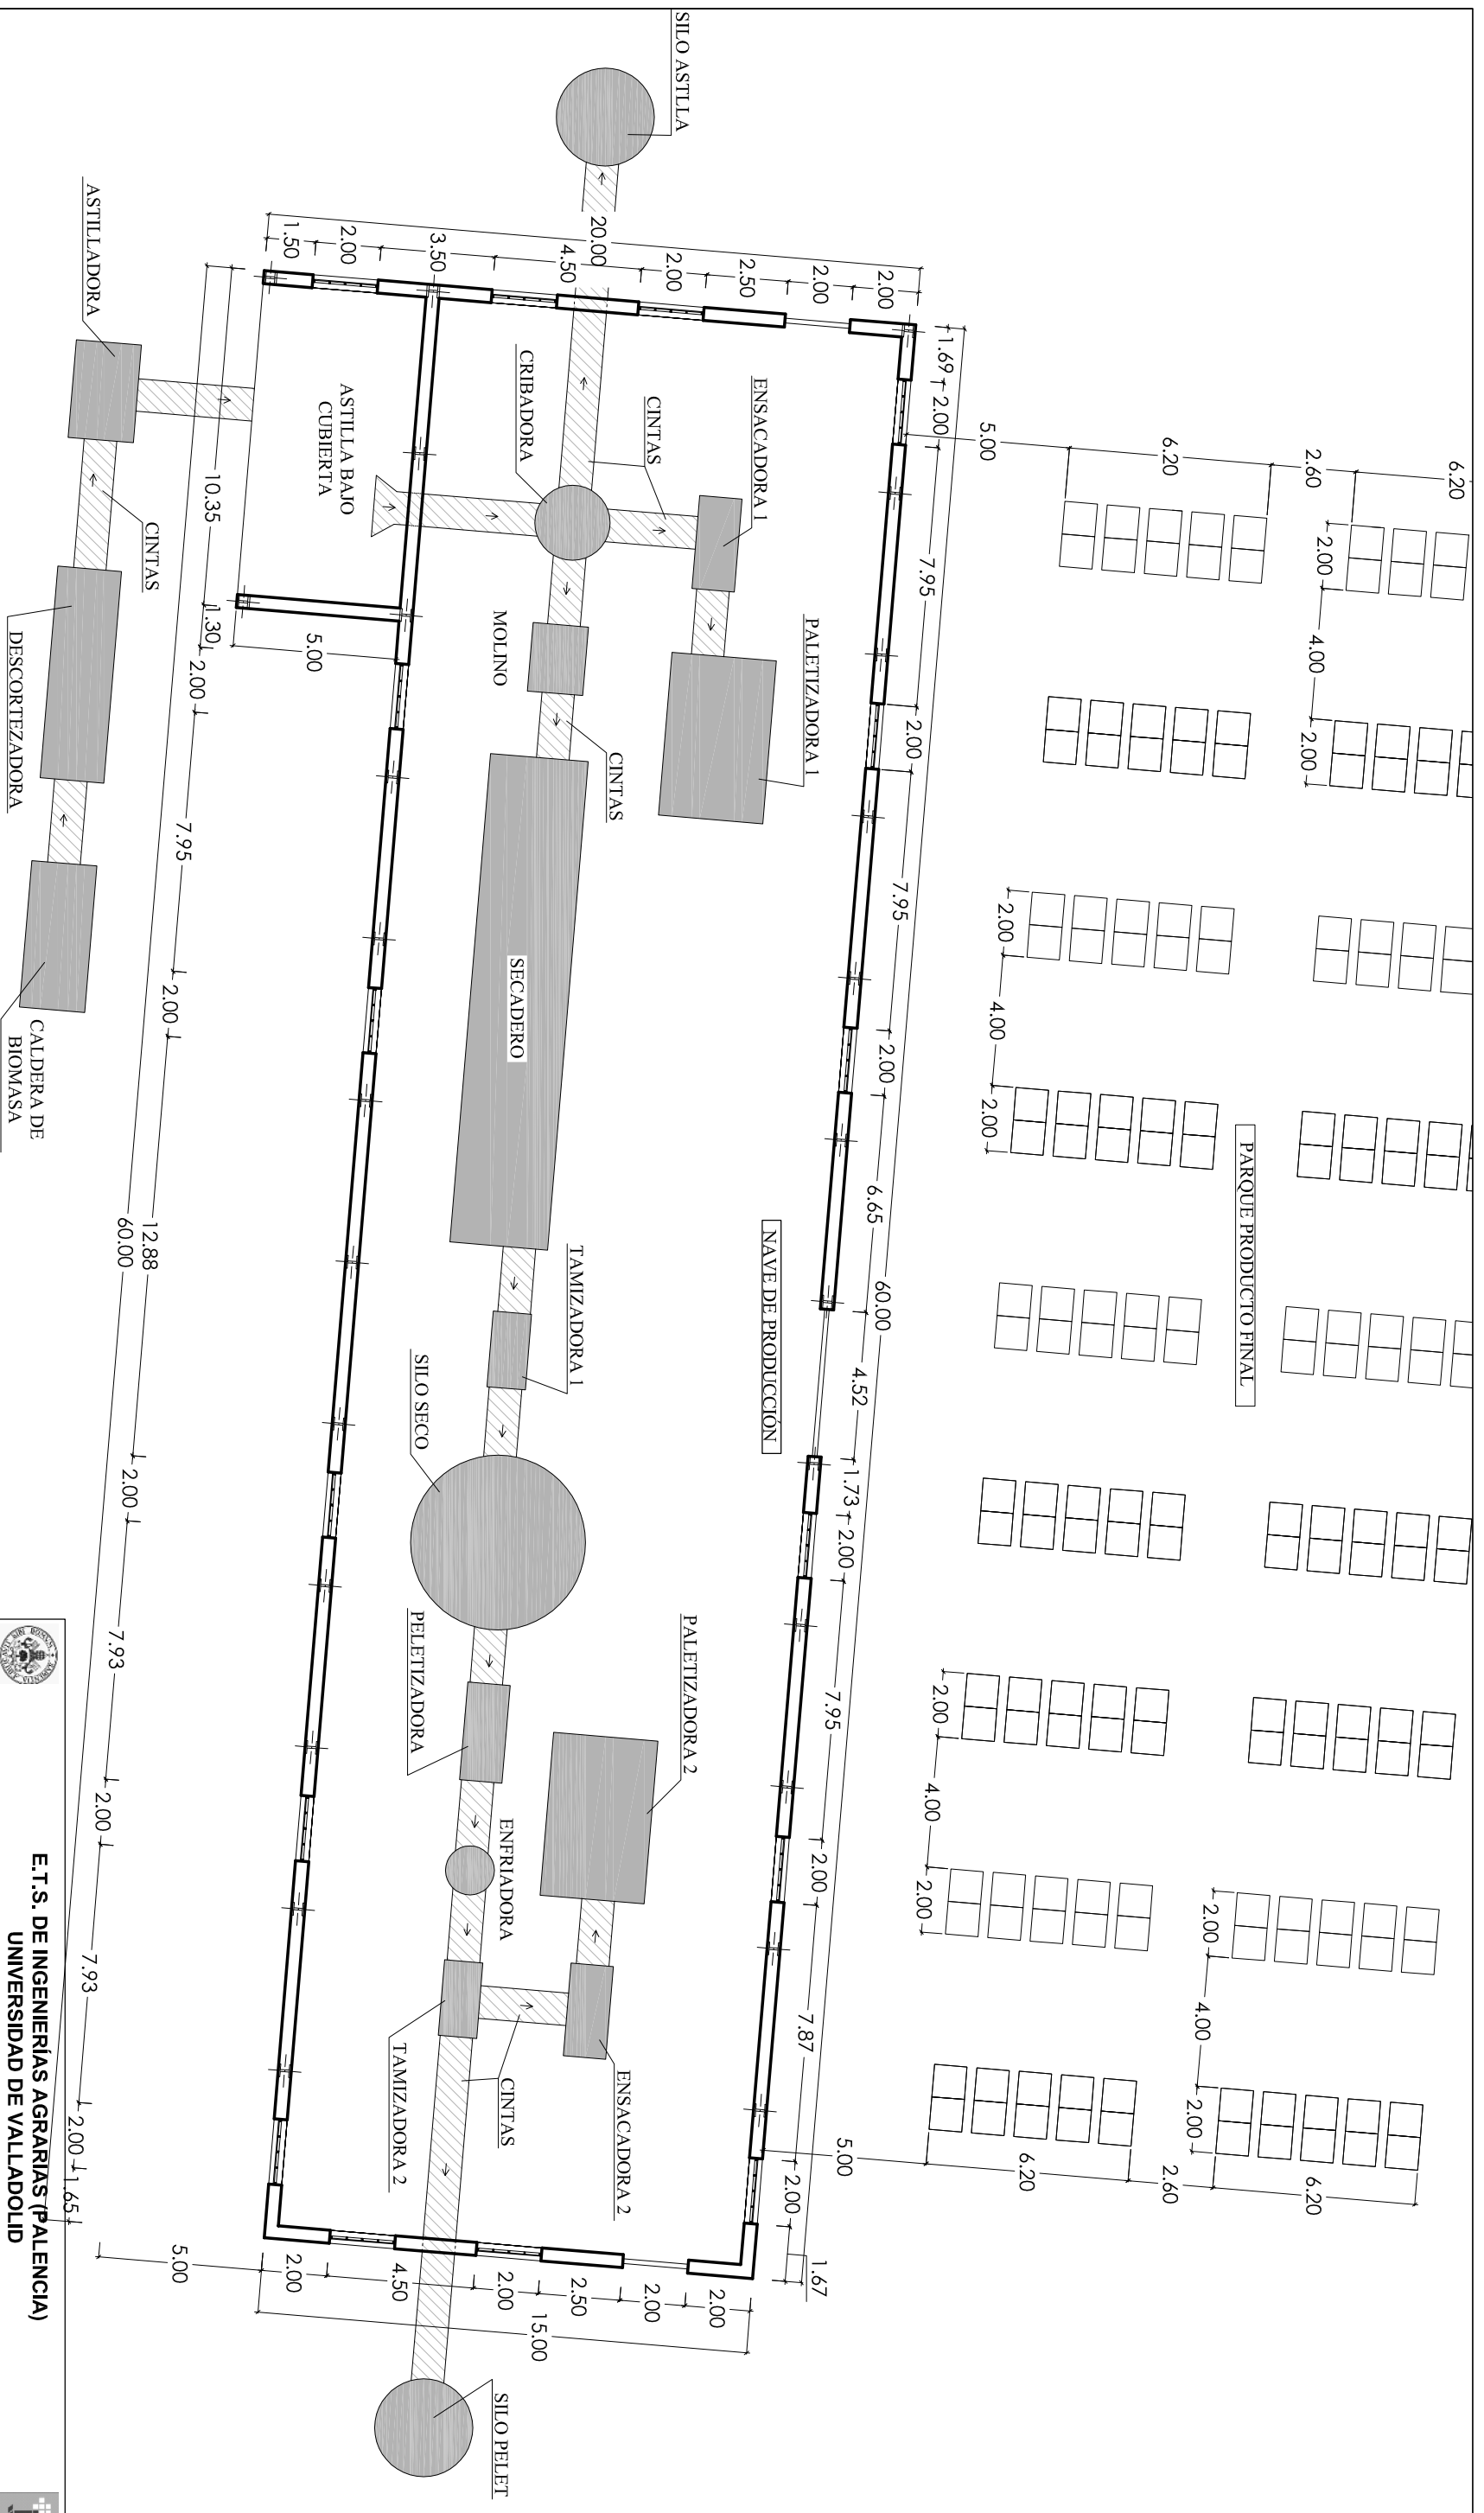 6.20
2.60
6.20
5.00
2.00
4.00
2.00
2.00
4.00
2.00
PARQUE PRODUCTO FINAL
2.00
4.00
2.00
2.00
4.00
2.00
6.20
2.60
6.20
5.00
1.69
2.00
7.95
2.00
7.95
2.00
6.65
60.00
4.52
1.73
2.00
7.95
2.00
7.87
2.00
1.67
NAVE DE PRODUCCIÓN
PALETIZADORA 1
ENSACADORA 1
CINTAS
CRIBADORA
MOLINO
CINTAS
SILO ASTLLA
20.00
2.00
2.00
2.50
2.00
4.50
3.50
2.00
1.50
SECADERO
TAMIZADORA 1
SILO SECO
PALETIZADORA 2
PELETIZADORA
ENFRIADORA
ENSACADORA 2
CINTAS
TAMIZADORA 2
SILO PELET
2.00
2.00
2.50
2.00
4.50
2.00
15.00
5.00
ASTILLA BAJO
CUBIERTA
5.00
10.35
1.30
2.00
7.95
2.00
12.88
60.00
2.00
7.93
2.00
7.93
2.00
1.65
ASTILLADORA
CINTAS
DESCORTEZADORA
CALDERA DE
BIOMASA
E.T.S. DE INGENIERÍAS AGRARIAS (PALENCIA)
UNIVERSIDAD DE VALLADOLID